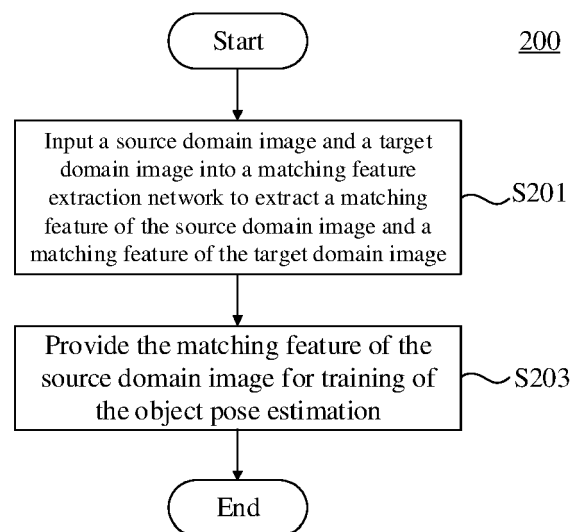 Start
200
Input a source domain image and a target
domain image into a matching feature
extraction network to extract a matching
feature of the source domain image and a
matching feature of the target domain image
S201
Provide the matching feature of the
source domain image for training of
the object pose estimation
S203
End